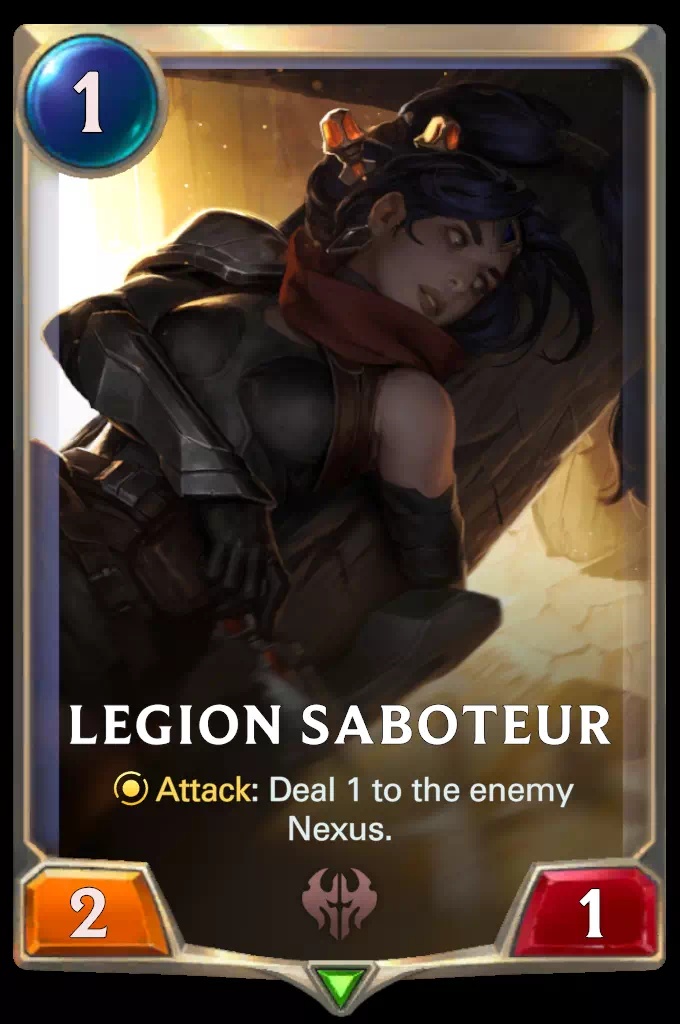 1
LEGION SABOTEUR
Attack: Deal 1 to the enemy
Nexus.
2
1